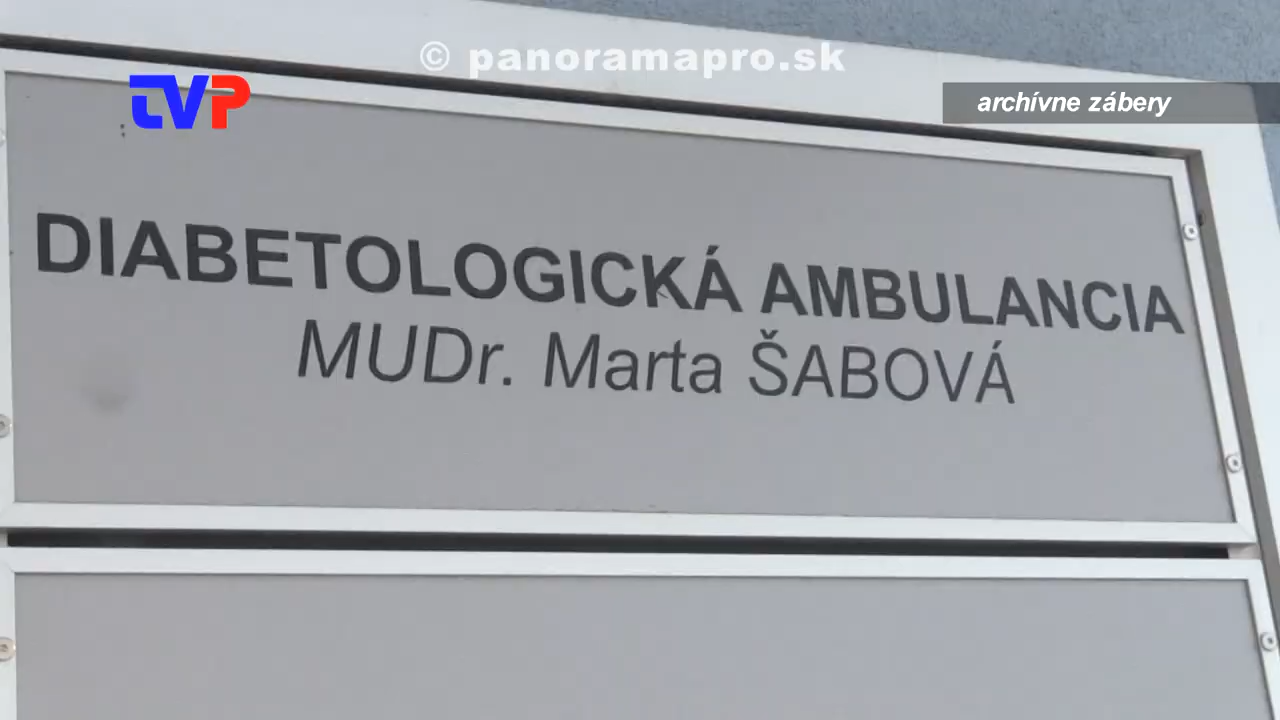 © panoramapro.sk
TVP
archívne zábery
DIABETOLOGICKÁ AMBULANCIA
MUDr. Marta ŠABOVÁ